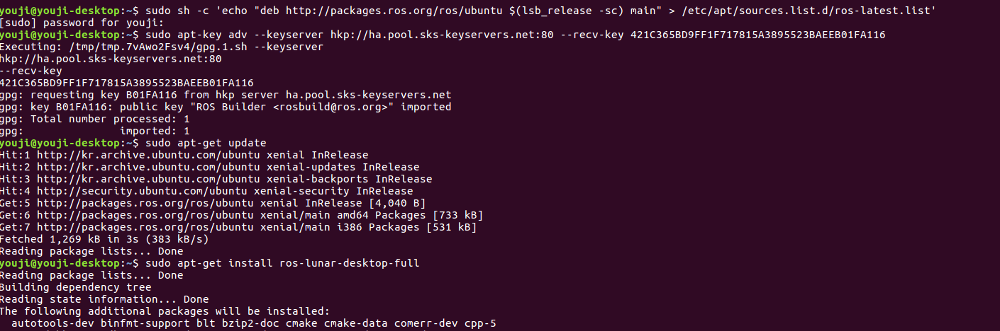 youji@youji-desktop:~$ sudo sh -c 'echo "deb http://packages.ros.org/ros/ubuntu $(lsb_release -sc) main" > /etc/apt/sources.list.d/ros-latest.list'
[sudo] password for youji:
youji@youji-desktop:~$ sudo apt-key adv --keyserver hkp://ha.pool.sks-keyservers.net:80 --recv-key 421C365BD9FF1F717815A3895523BAEEB01FA116
Executing: /tmp/tmp.7vAwo2Fsv4/gpg.1.sh --keyserver
hkp://ha.pool.sks-keyservers.net:80
--recv-key
421C365BD9FF1F717815A3895523BAEEB01FA116
gpg: requesting key B01FA116 from hkp server ha.pool.sks-keyservers.net
gpg: key B01FA116: public key "ROS Builder <rosbuild@ros.org>" imported
gpg: Total number processed: 1
gpg:               imported: 1
youji@youji-desktop:~$ sudo apt-get update
Hit:1 http://kr.archive.ubuntu.com/ubuntu xenial InRelease
Hit:2 http://kr.archive.ubuntu.com/ubuntu xenial-updates InRelease
Hit:3 http://kr.archive.ubuntu.com/ubuntu xenial-backports InRelease
Hit:4 http://security.ubuntu.com/ubuntu xenial-security InRelease
Get:5 http://packages.ros.org/ros/ubuntu xenial InRelease [4,040 B]
Get:6 http://packages.ros.org/ros/ubuntu xenial/main amd64 Packages [733 kB]
Get:7 http://packages.ros.org/ros/ubuntu xenial/main i386 Packages [531 kB]
Fetched 1,269 kB in 3s (383 kB/s)
Reading package lists... Done
youji@youji-desktop:~$ sudo apt-get install ros-lunar-desktop-full
Reading package lists... Done
Building dependency tree
Reading state information... Done
The following additional packages will be installed:
  autotools-dev binfmt-support blt bzip2-doc cmake cmake-data comerr-dev cpp-5